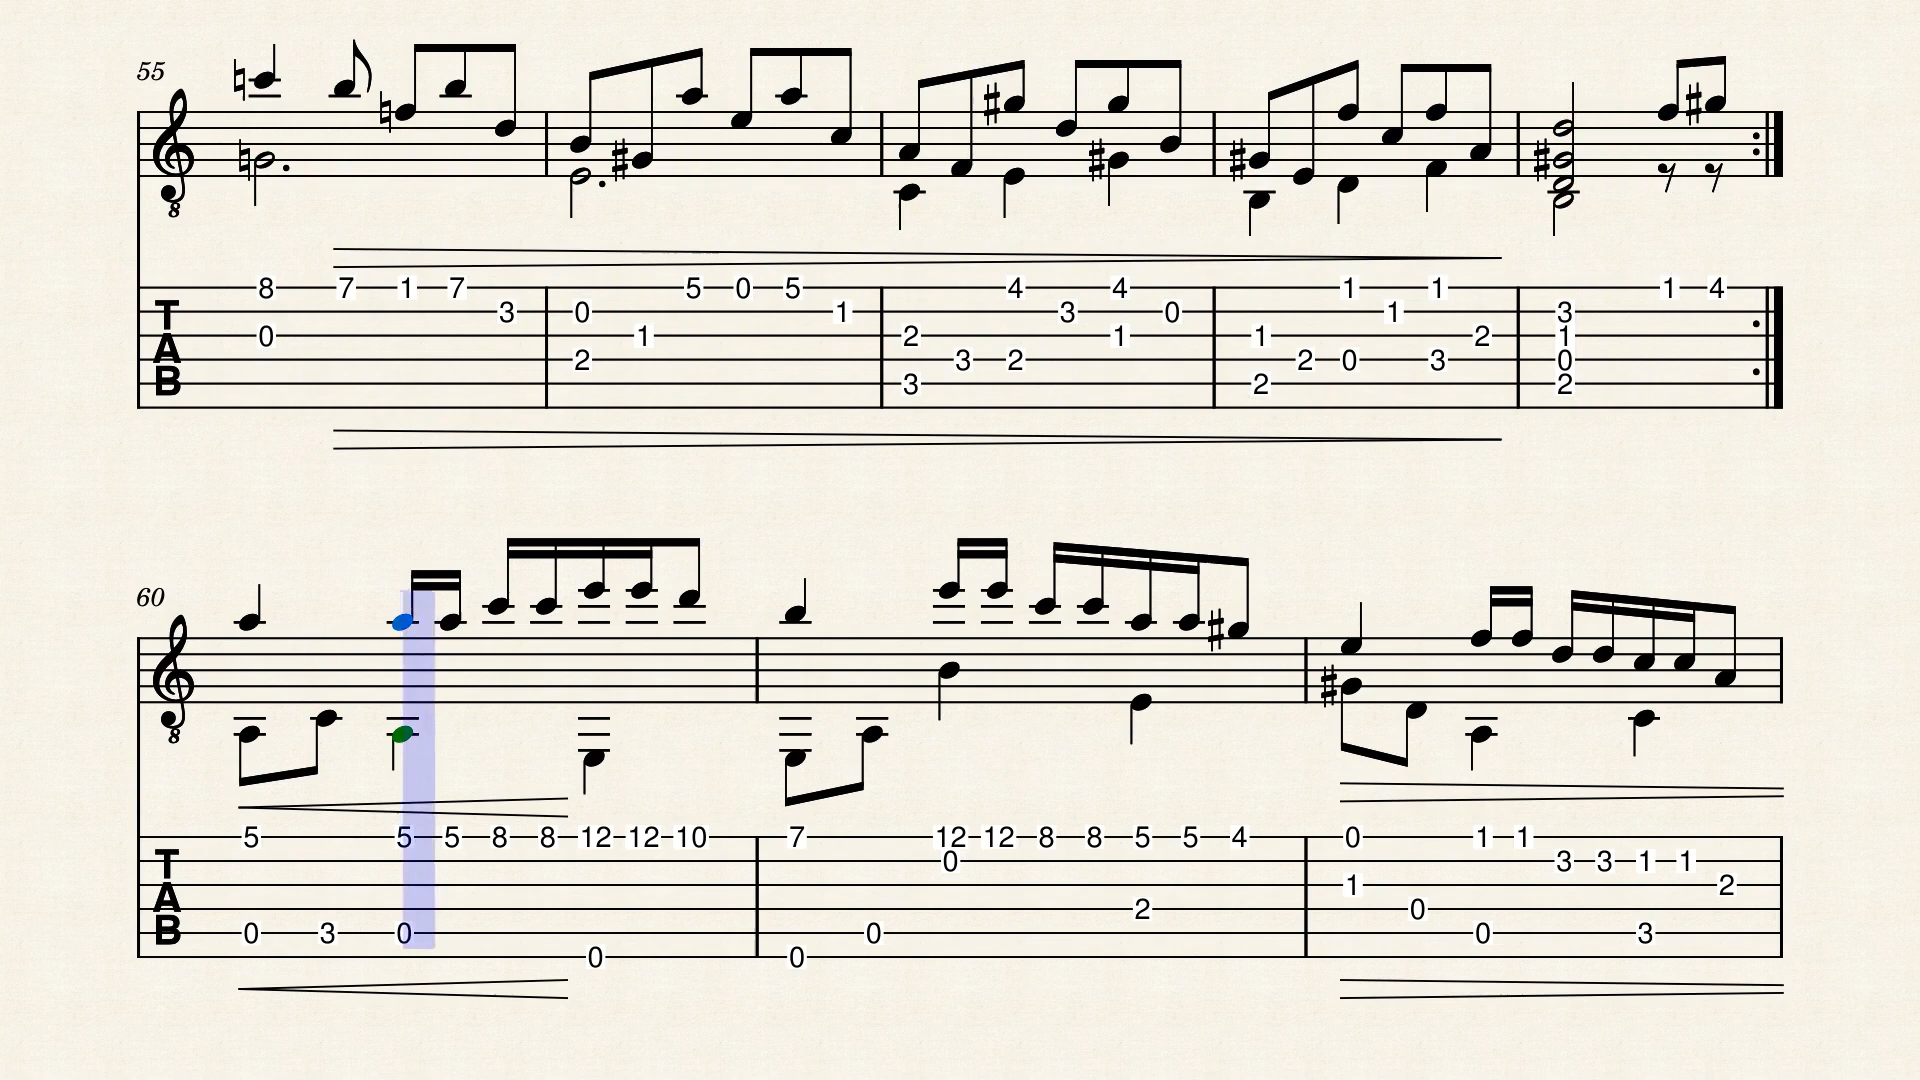 55
8
8 7 1 7 5 0 5 4 4 1 1 1 4
T 3 0 1 3 0 1 3
A 0 1 2 1 1 2 1
2 3 2 2 0 3 0
B 3 2 2
60
8
5 5 5 8 8 12 12 10 7 12 12 8 8 5 5 4 0 1 1
T 0 3 3 1 1
1 2
A 2 0
B 0 3 0 0 0 3
0 0